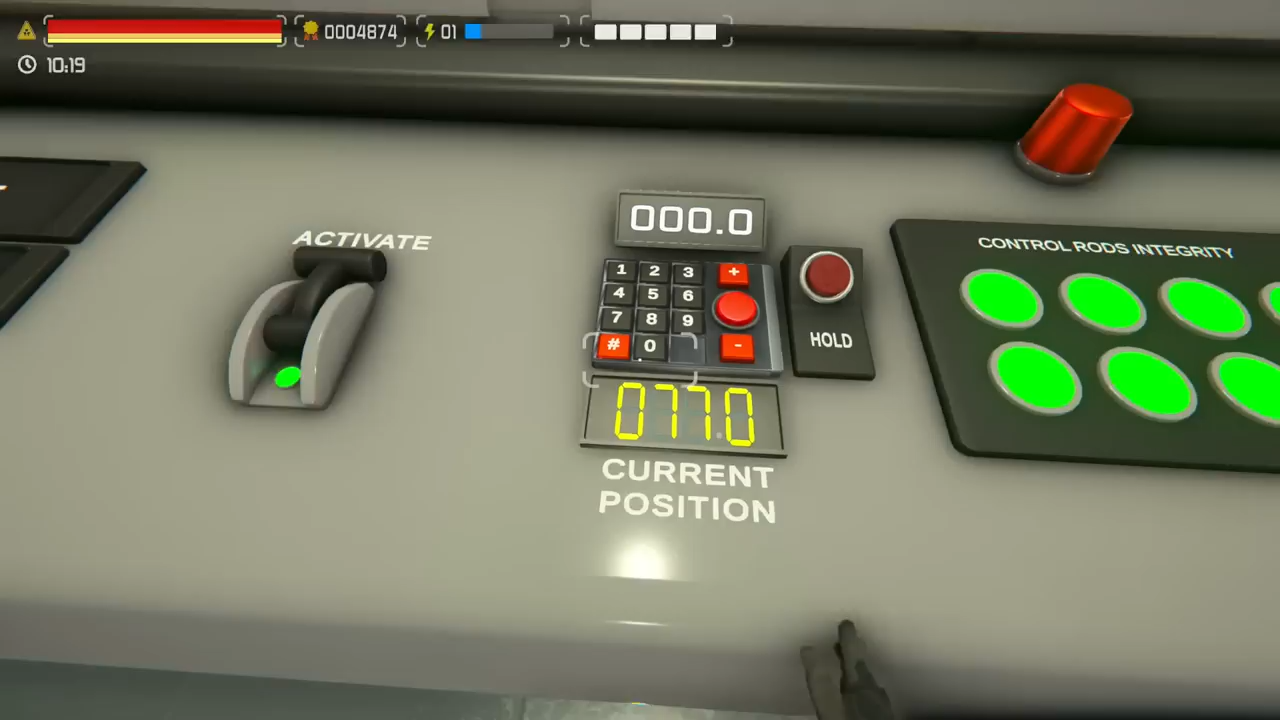 0004874
01
10:19
ACTIVATE
000.0
1 2 3 +
4 5 6
7 8 9
# 0 -
HOLD
077.0
CURRENT
POSITION
CONTROL RODS INTEGRITY